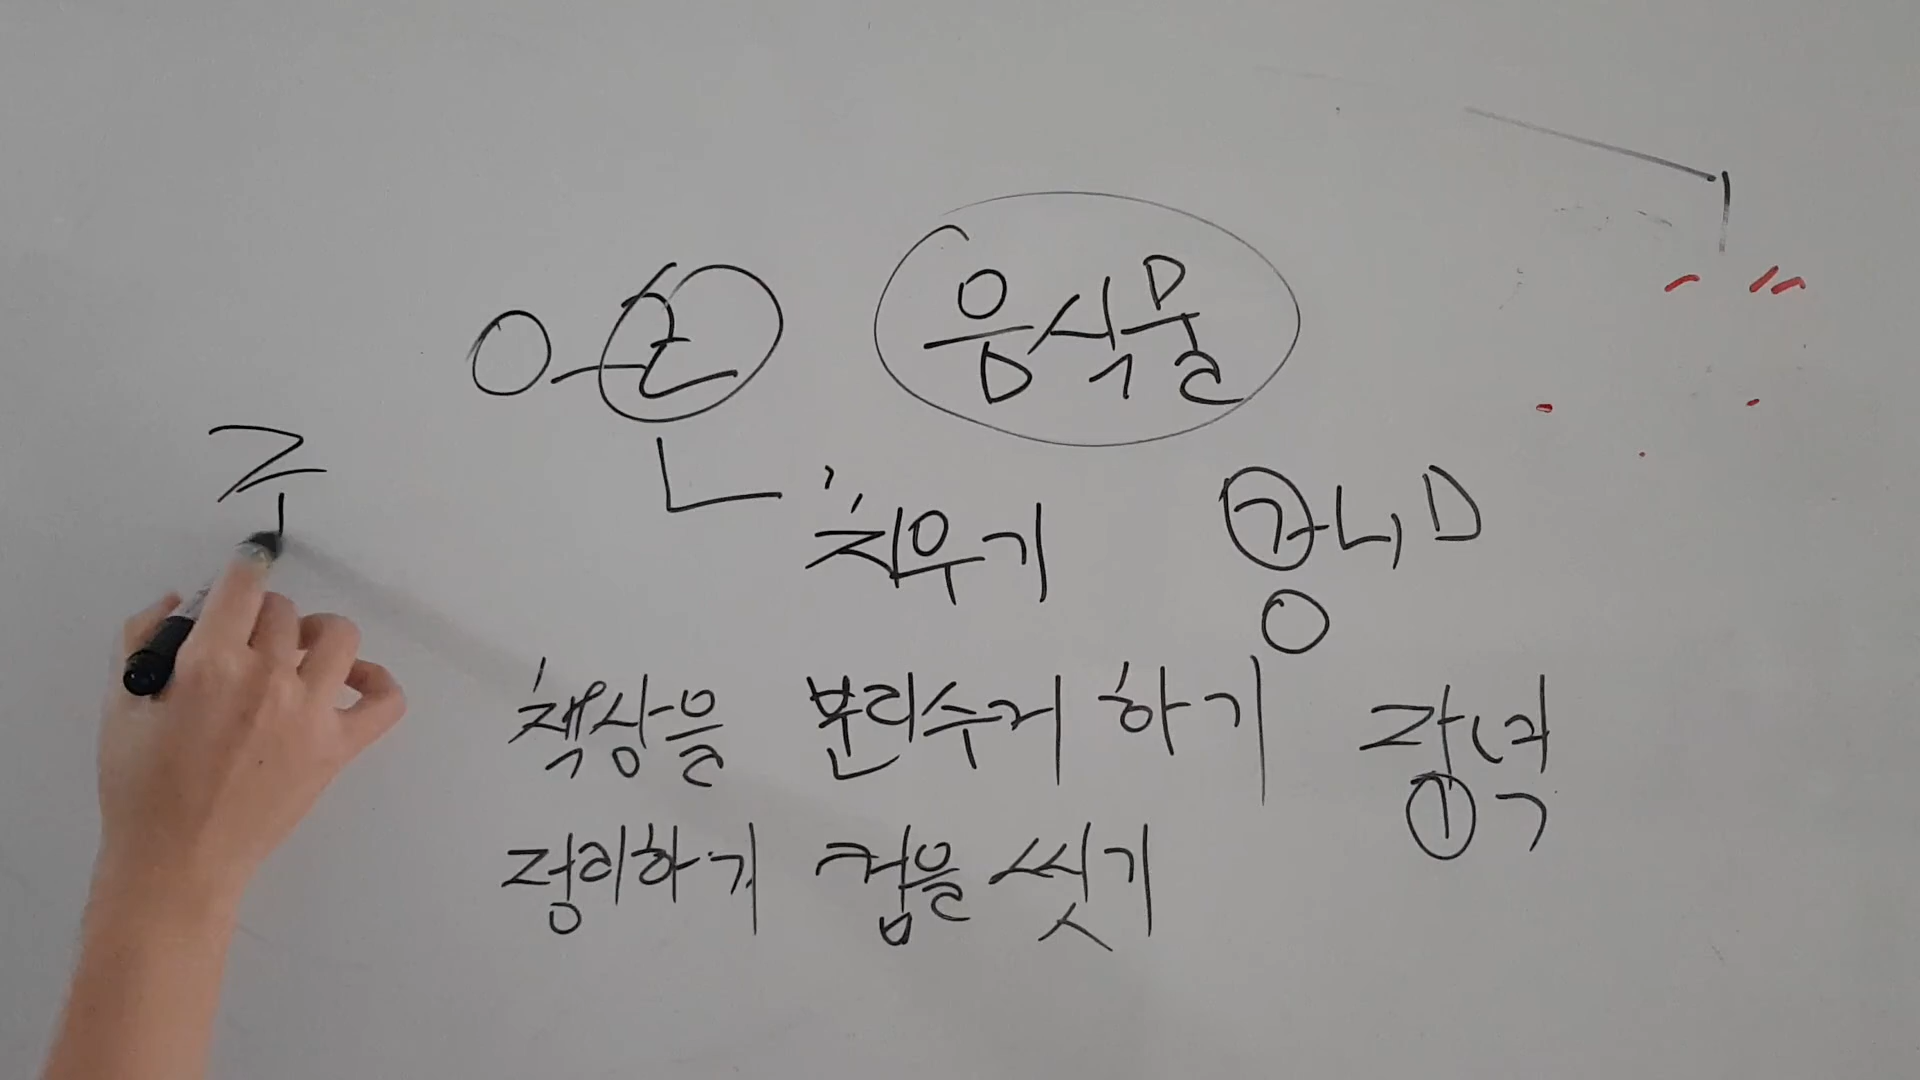 음식물
주
치우기
책상을 분리수거 하기
정리하기 컵을 씻기